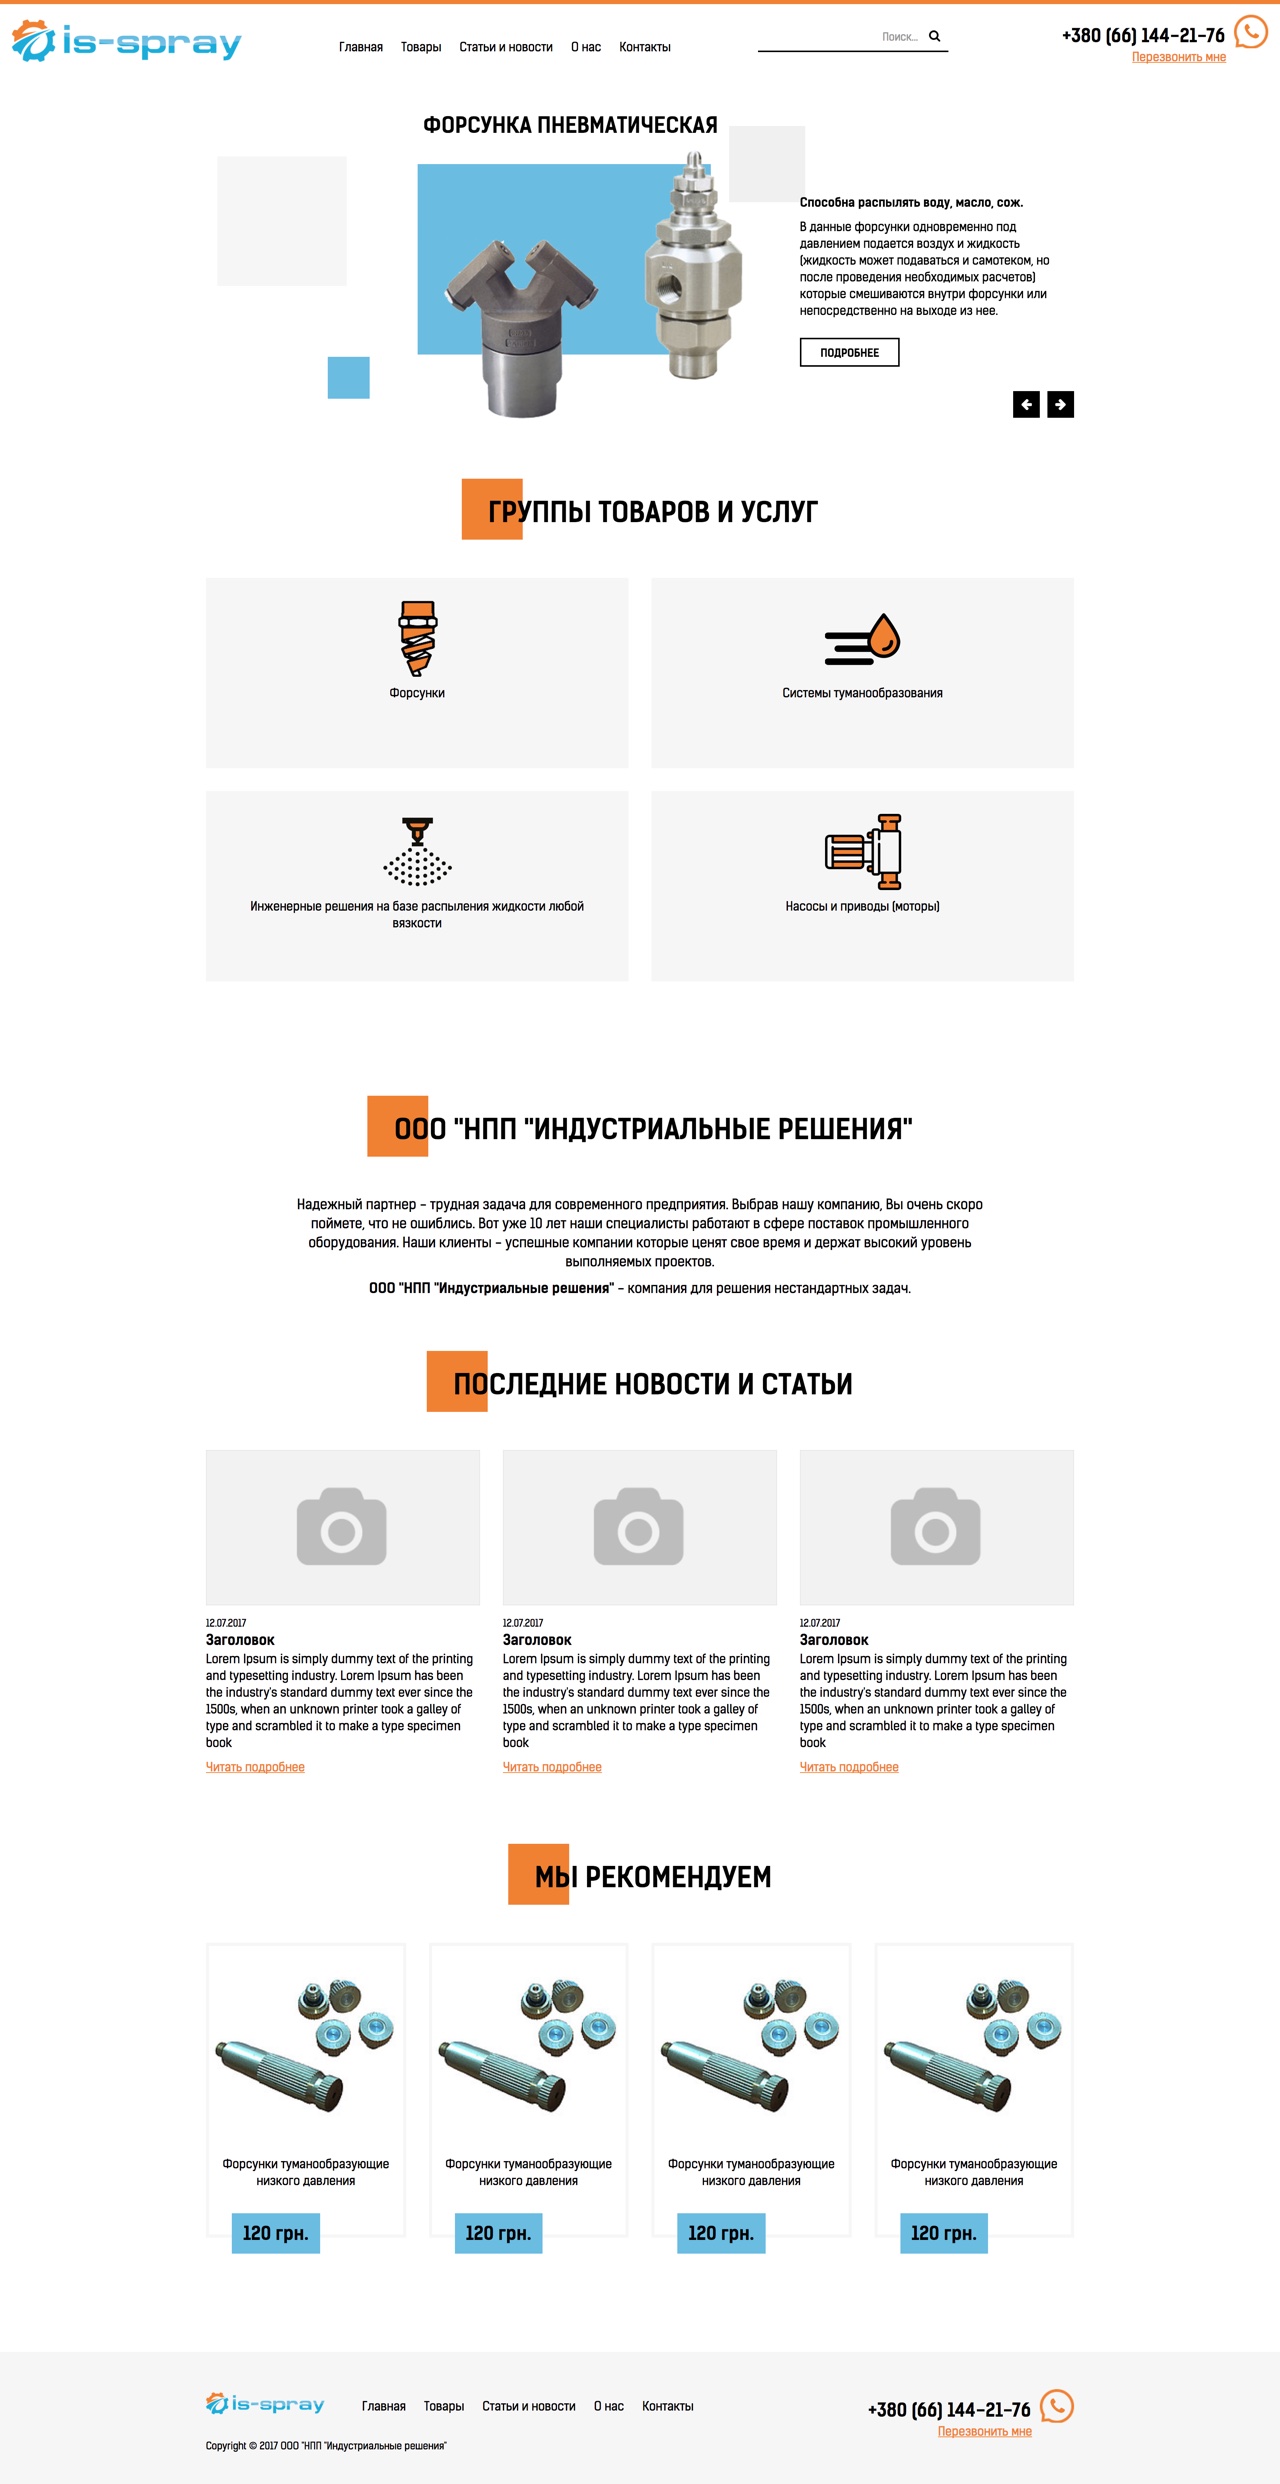 is-spray
Главная Товары Статьи и новости О нас Контакты
Поиск...
+380 (66) 144-21-76
Перезвонить мне
ФОРСУНКА ПНЕВМАТИЧЕСКАЯ
Способна распылять воду, масло, сож.
В данные форсунки одновременно под
давлением подается воздух и жидкость
(жидкость может подаваться и самотеком, но
после проведения необходимых расчетов)
которые смешиваются внутри форсунки или
непосредственно на выходе из нее.
ПОДРОБНЕЕ
ГРУППЫ ТОВАРОВ И УСЛУГ
Форсунки
Системы туманообразования
Инженерные решения на базе распыления жидкости любой
вязкости
Насосы и приводы (моторы)
ООО "НПП "ИНДУСТРИАЛЬНЫЕ РЕШЕНИЯ"
Надежный партнер - трудная задача для современного предприятия. Выбрав нашу компанию, Вы очень скоро
поймете, что не ошиблись. Вот уже 10 лет наши специалисты работают в сфере поставок промышленного
оборудования. Наши клиенты - успешные компании которые ценят свое время и держат высокий уровень
выполняемых проектов.
ООО "НПП "Индустриальные решения" - компания для решения нестандартных задач.
ПОСЛЕДНИЕ НОВОСТИ И СТАТЬИ
12.07.2017
Заголовок
Lorem Ipsum is simply dummy text of the printing
and typesetting industry. Lorem Ipsum has been
the industry's standard dummy text ever since the
1500s, when an unknown printer took a galley of
type and scrambled it to make a type specimen
book
Читать подробнее
12.07.2017
Заголовок
Lorem Ipsum is simply dummy text of the printing
and typesetting industry. Lorem Ipsum has been
the industry's standard dummy text ever since the
1500s, when an unknown printer took a galley of
type and scrambled it to make a type specimen
book
Читать подробнее
12.07.2017
Заголовок
Lorem Ipsum is simply dummy text of the printing
and typesetting industry. Lorem Ipsum has been
the industry's standard dummy text ever since the
1500s, when an unknown printer took a galley of
type and scrambled it to make a type specimen
book
Читать подробнее
МЫ РЕКОМЕНДУЕМ
Форсунки туманообразующие
низкого давления
120 грн.
Форсунки туманообразующие
низкого давления
120 грн.
Форсунки туманообразующие
низкого давления
120 грн.
Форсунки туманообразующие
низкого давления
120 грн.
is-spray
Главная Товары Статьи и новости О нас Контакты
+380 (66) 144-21-76
Перезвонить мне
Copyright © 2017 ООО "НПП "Индустриальные решения"